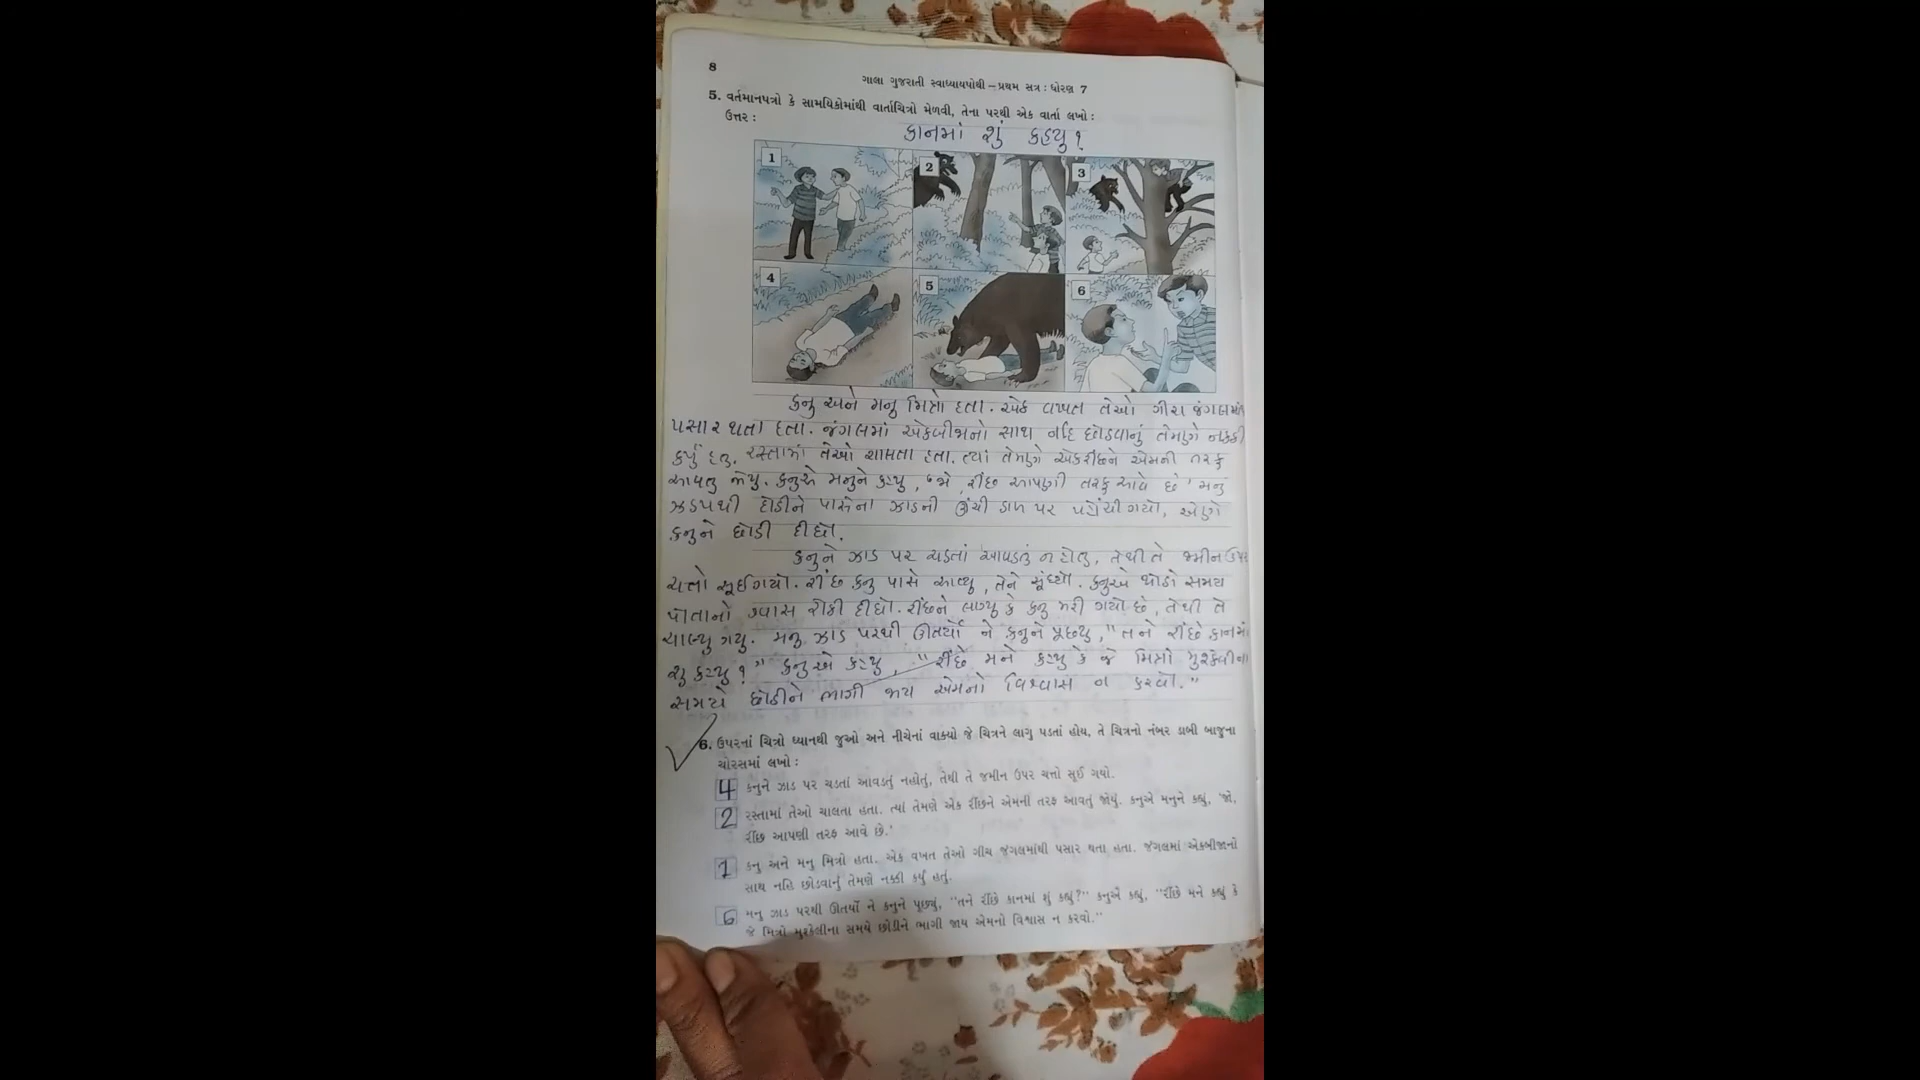 8
ગાલા ગુજરાતી સ્વાધ્યાયપોથી – પ્રથમ સત્ર : ધોરણ 7
5. વર્તમાનપત્રો કે સામયિકોમાંથી વાર્તાચિત્રો મેળવી, તેના પરથી એક વાર્તા લખો :
ઉત્તર :
કાનમાં શું કહ્યુ?
1
2
3
4
5
6
કનુ અને મનુ મિત્રો હતા. એક વખત તેઓ ગીચ જંગલમાંથી
પસાર થતા હતા. જંગલમાં એકબીજાનો સાથ નહિ છોડવાનું તેમણે નક્કી
કર્યું હતુ. રસ્તામાં તેઓ ચાલતા હતા. ત્યાં તેમણે એક રીંછને એમની તરફ
આવતુ જોયુ. કનુએ મનુને કહ્યુ, 'જો, રીંછ આપણી તરફ આવે છે' મનુ
ઝડપથી દોડીને પાસેના ઝાડની ઊંચી ડાળ પર પહોંચી ગયો, એણે
કનુને છોડી દીધો.
કનુને ઝાડ પર ચડતાં આવડતું ન હોતુ, તેથી તે જમીન ઉપર
ચત્તો સૂઈ ગયો. રીંછ કનુ પાસે આવ્યુ, તેને સૂંઘ્યો. કનુએ થોડો સમય
પોતાનો શ્વાસ રોકી દીધો. રીંછને લાગ્યુ કે કનુ મરી ગયો છે, તેથી તે
ચાલ્યુ ગયુ. મનુ ઝાડ પરથી ઊતર્યો ને કનુને પૂછયુ, "તને રીંછે કાનમાં
શુ કહ્યુ?" કનુએ કહ્યુ, "રીંછે મને કહ્યુ કે જે મિત્રો મુશ્કેલીના
સમયે છોડીને ભાગી જાય એમનો વિશ્વાસ ન કરવો."
6. ઉપરનાં ચિત્રો ધ્યાનથી જુઓ અને નીચેનાં વાક્યો જે ચિત્રને લાગુ પડતાં હોય, તે ચિત્રનો નંબર ડાબી બાજુના
ચોરસમાં લખો :
4 કનુને ઝાડ પર ચડતાં આવડતું નહોતું, તેથી તે જમીન ઉપર ચત્તો સૂઈ ગયો.
2 રસ્તામાં તેઓ ચાલતા હતા. ત્યાં તેમણે એક રીંછને એમની તરફ આવતું જોયું. કનુએ મનુને કહ્યું, 'જો,
રીંછ આપણી તરફ આવે છે.'
1 કનુ અને મનુ મિત્રો હતા. એક વખત તેઓ ગીચ જંગલમાંથી પસાર થતા હતા. જંગલમાં એકબીજાનો
સાથ નહિ છોડવાનું તેમણે નક્કી કર્યું હતું.
6 મનુ ઝાડ પરથી ઊતર્યો ને કનુને પૂછ્યું, "તને રીંછે કાનમાં શું કહ્યું?" કનુએ કહ્યું, "રીંછે મને કહ્યું કે
જે મિત્રો મુશ્કેલીના સમયે છોડીને ભાગી જાય એમનો વિશ્વાસ ન કરવો."